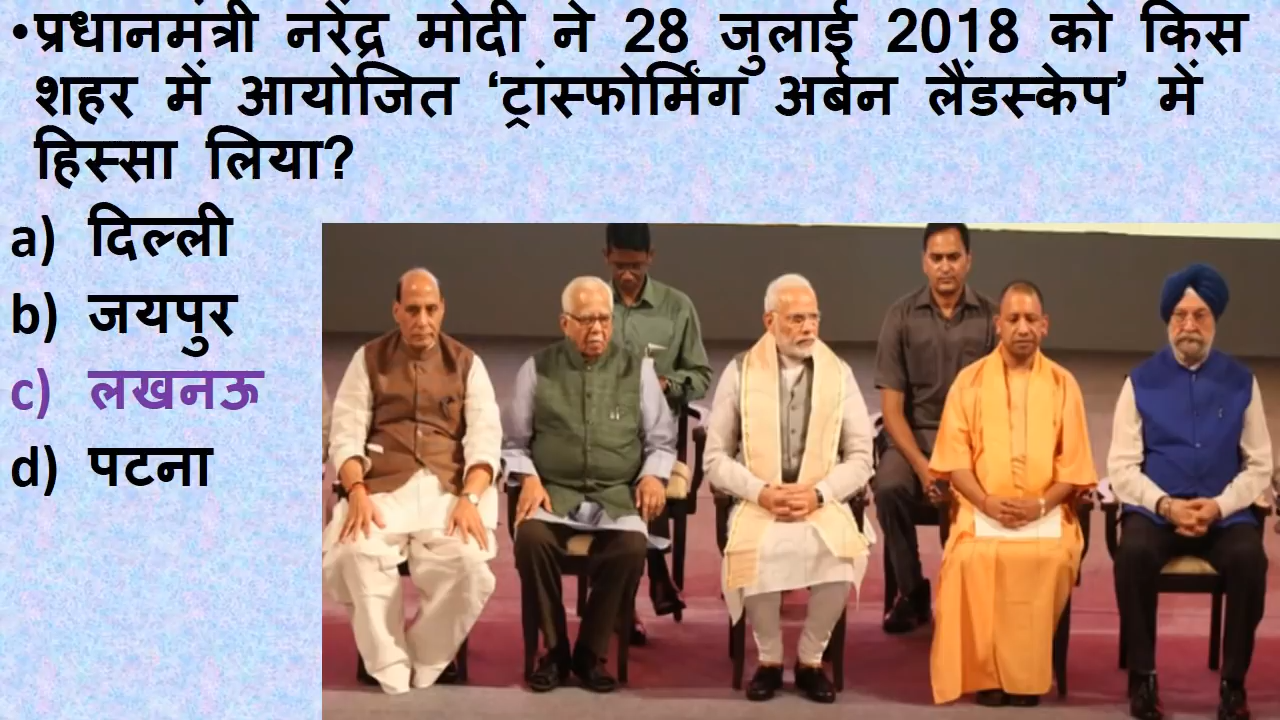 •प्रधानमंत्री नरेंद्र मोदी ने 28 जुलाई 2018 को किस
शहर में आयोजित ‘ट्रांस्फोर्मिंग अर्बन लैंडस्केप’ में
हिस्सा लिया?
a) दिल्ली
b) जयपुर
c) लखनऊ
d) पटना